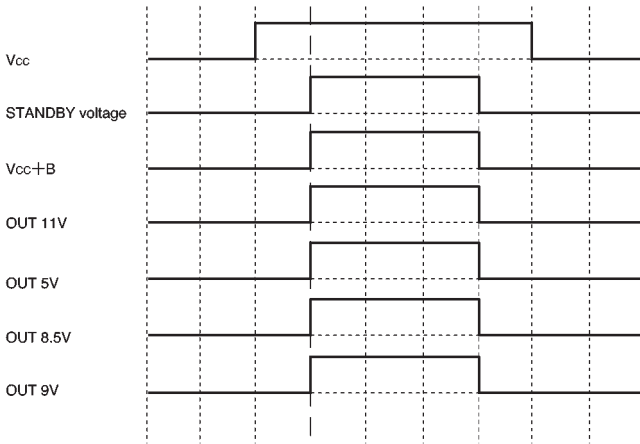 Vcc
STANDBY voltage
Vcc+B
OUT 11V
OUT 5V
OUT 8.5V
OUT 9V